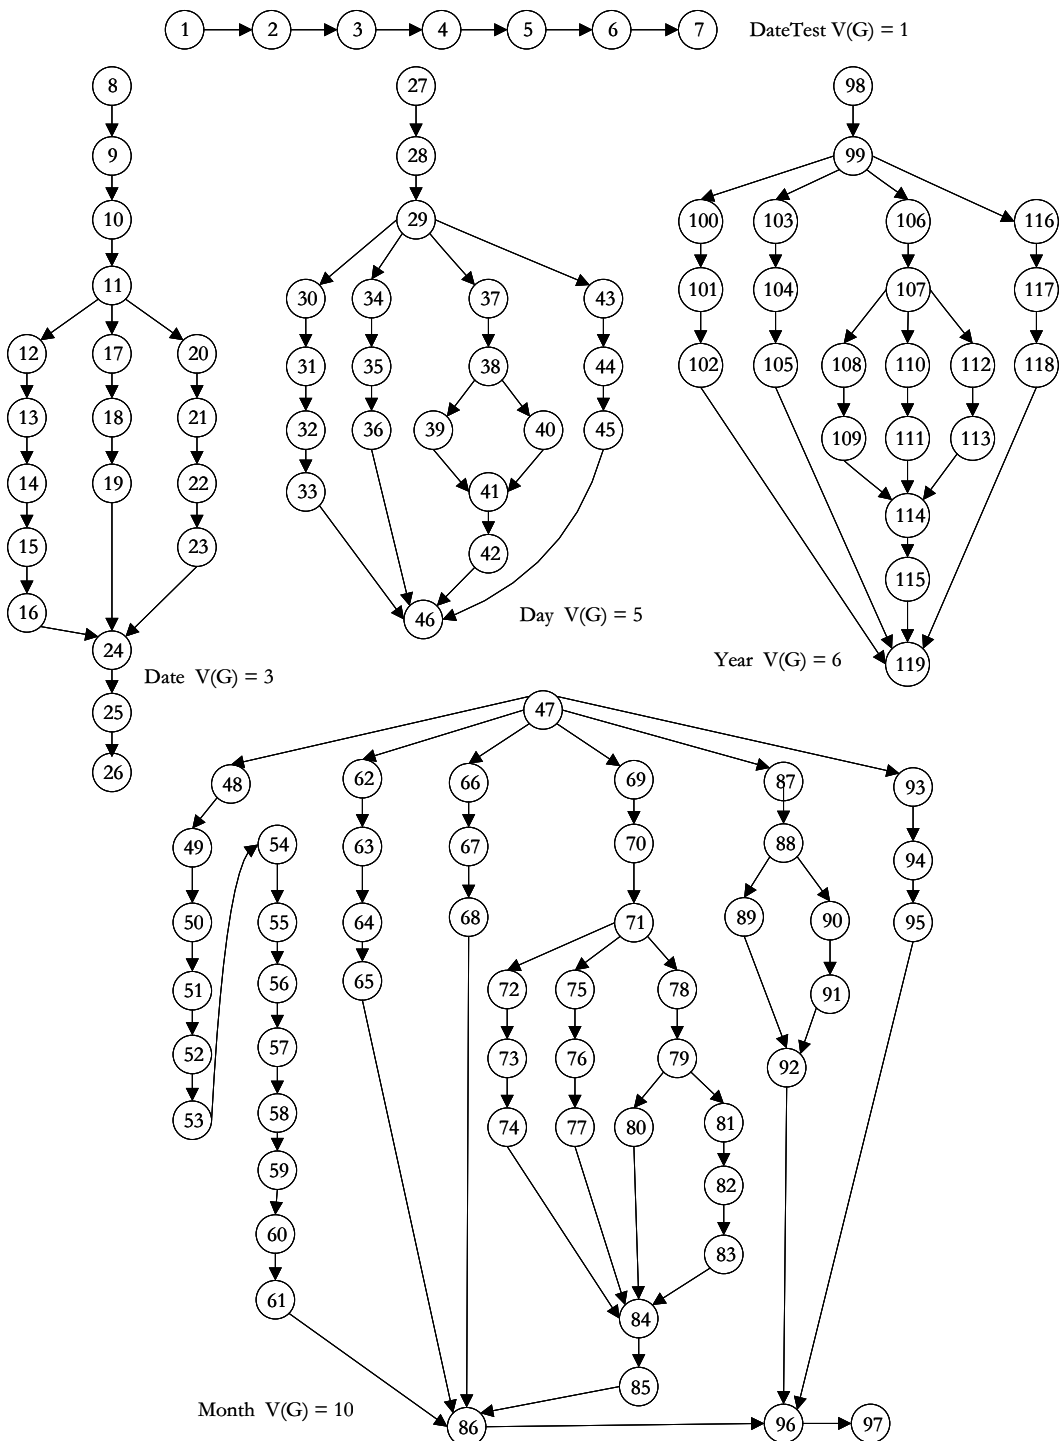 1 2 3 4 5 6 7 DateTest V(G) = 1
8 27 98
9 28 99
10 29 100 103 106 116
11 30 34 37 43 101 104 107 117
12 17 20 31 35 38 44 102 105 108 110 112 118
13 18 21 32 36 39 40 45 109 111 113
14 19 22 33 41 114
15 23 42 115
16 46 Day V(G) = 5
24 Year V(G) = 6 119
Date V(G) = 3
25 47
26 48 62 66 69 87 93
49 54 63 67 70 88 94
50 55 64 68 71 89 90 95
51 56 65 72 75 78 91
52 57 73 76 79 92
53 58 74 77 80 81
59 82
60 83
61 84
85
Month V(G) = 10
86 96 97